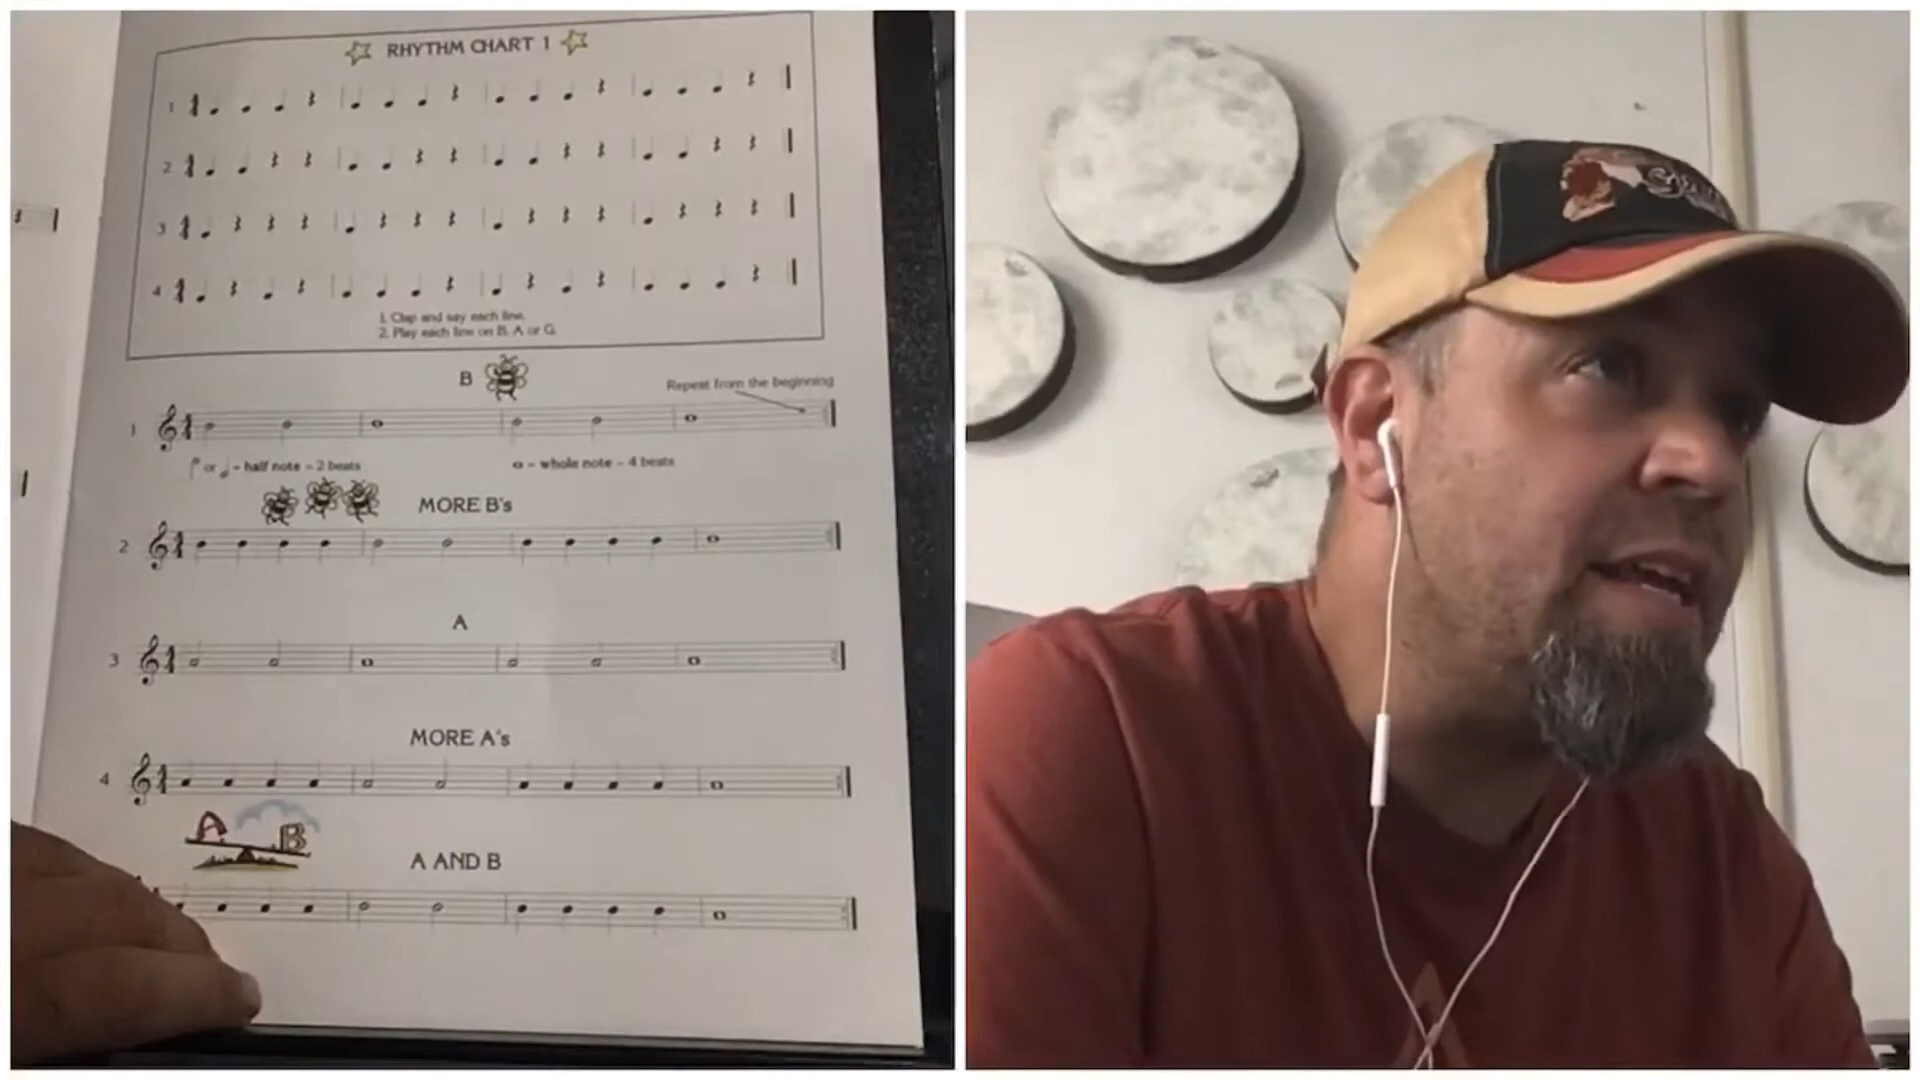 RHYTHM CHART 1
1
2
3
4
1. Clap and say each line.
2. Play each line on B, A or G.
B
Repeat from the beginning
1
or = half note - 2 beats
o = whole note - 4 beats
MORE B's
2
A
3
MORE A's
4
A B
A AND B